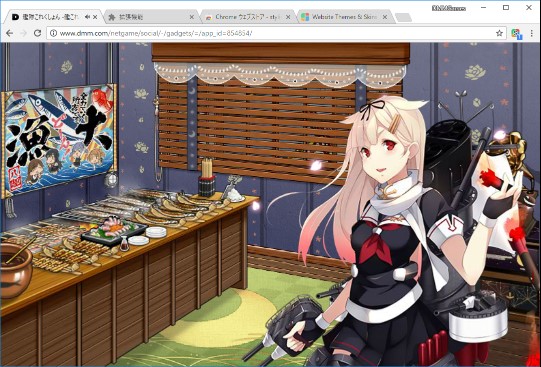 艦隊これくしょん -艦これ
拡張機能
Chrome ウェブストア - styli
Website Themes & Skins
www.dmm.com/netgame/social/-/gadgets/=/app_id=854854/
大
漁